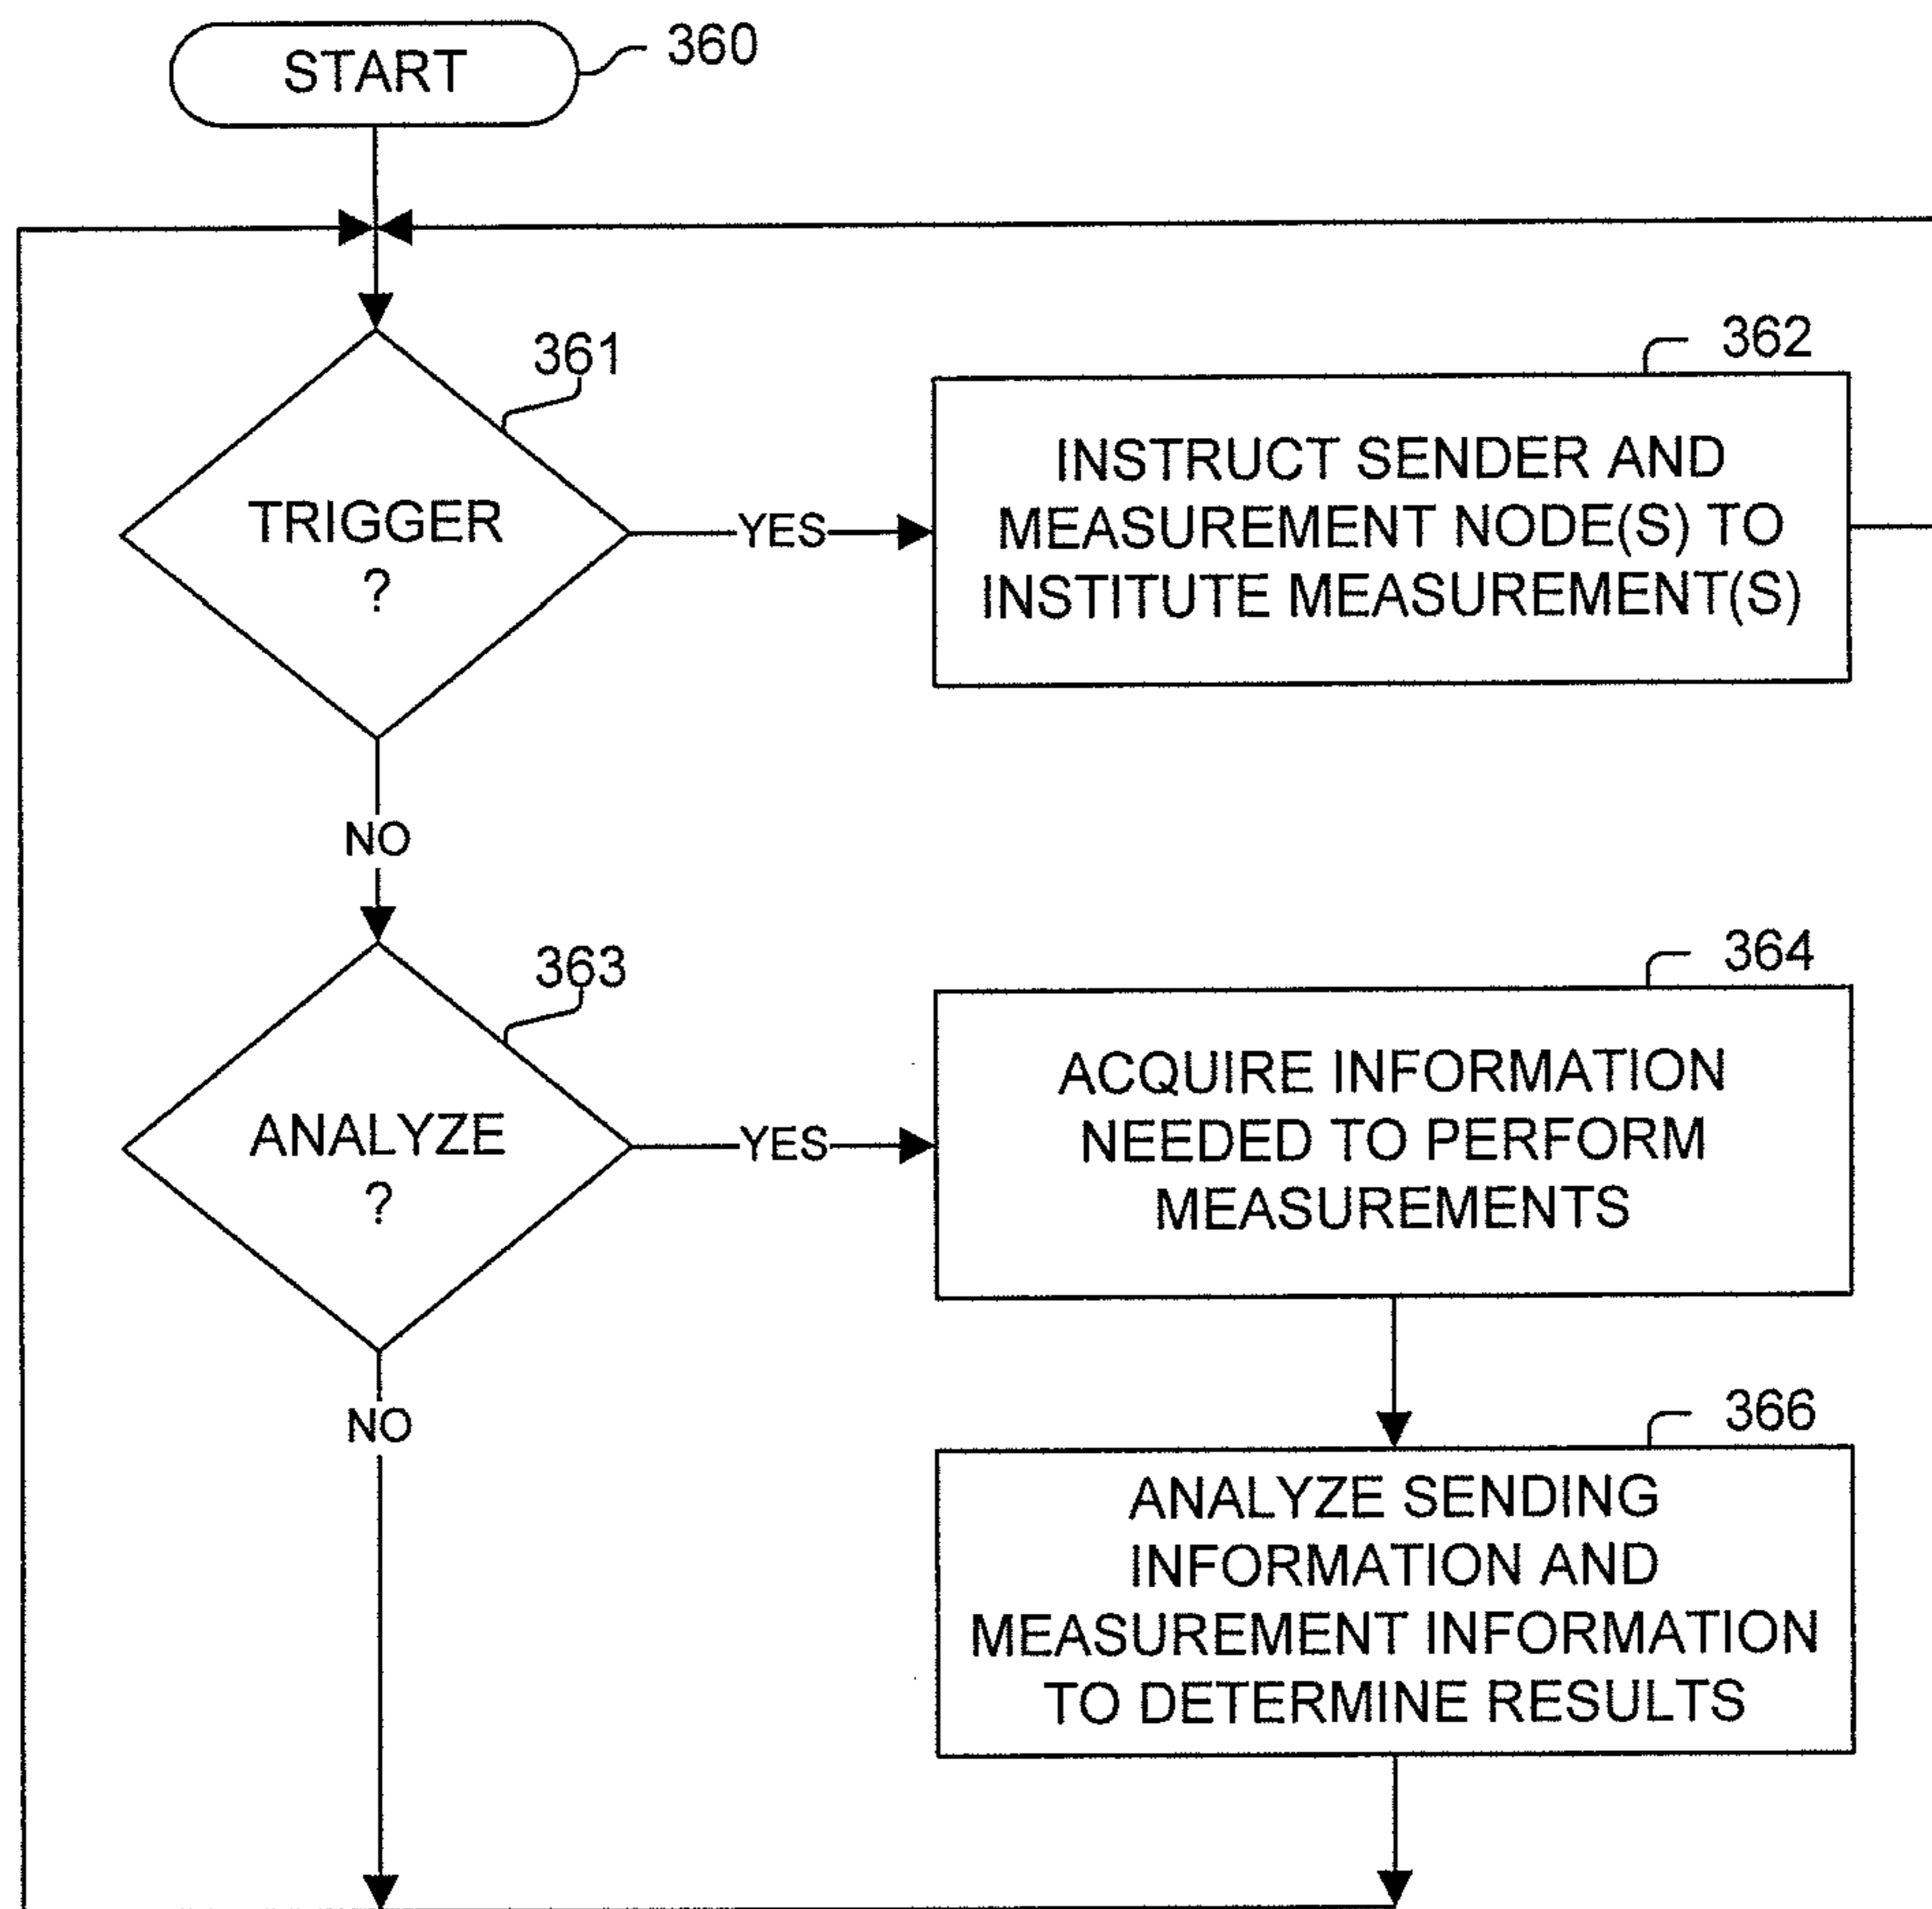 START
360
361
TRIGGER
?
YES
362
INSTRUCT SENDER AND
MEASUREMENT NODE(S) TO
INSTITUTE MEASUREMENT(S)
NO
363
ANALYZE
?
YES
364
ACQUIRE INFORMATION
NEEDED TO PERFORM
MEASUREMENTS
NO
366
ANALYZE SENDING
INFORMATION AND
MEASUREMENT INFORMATION
TO DETERMINE RESULTS